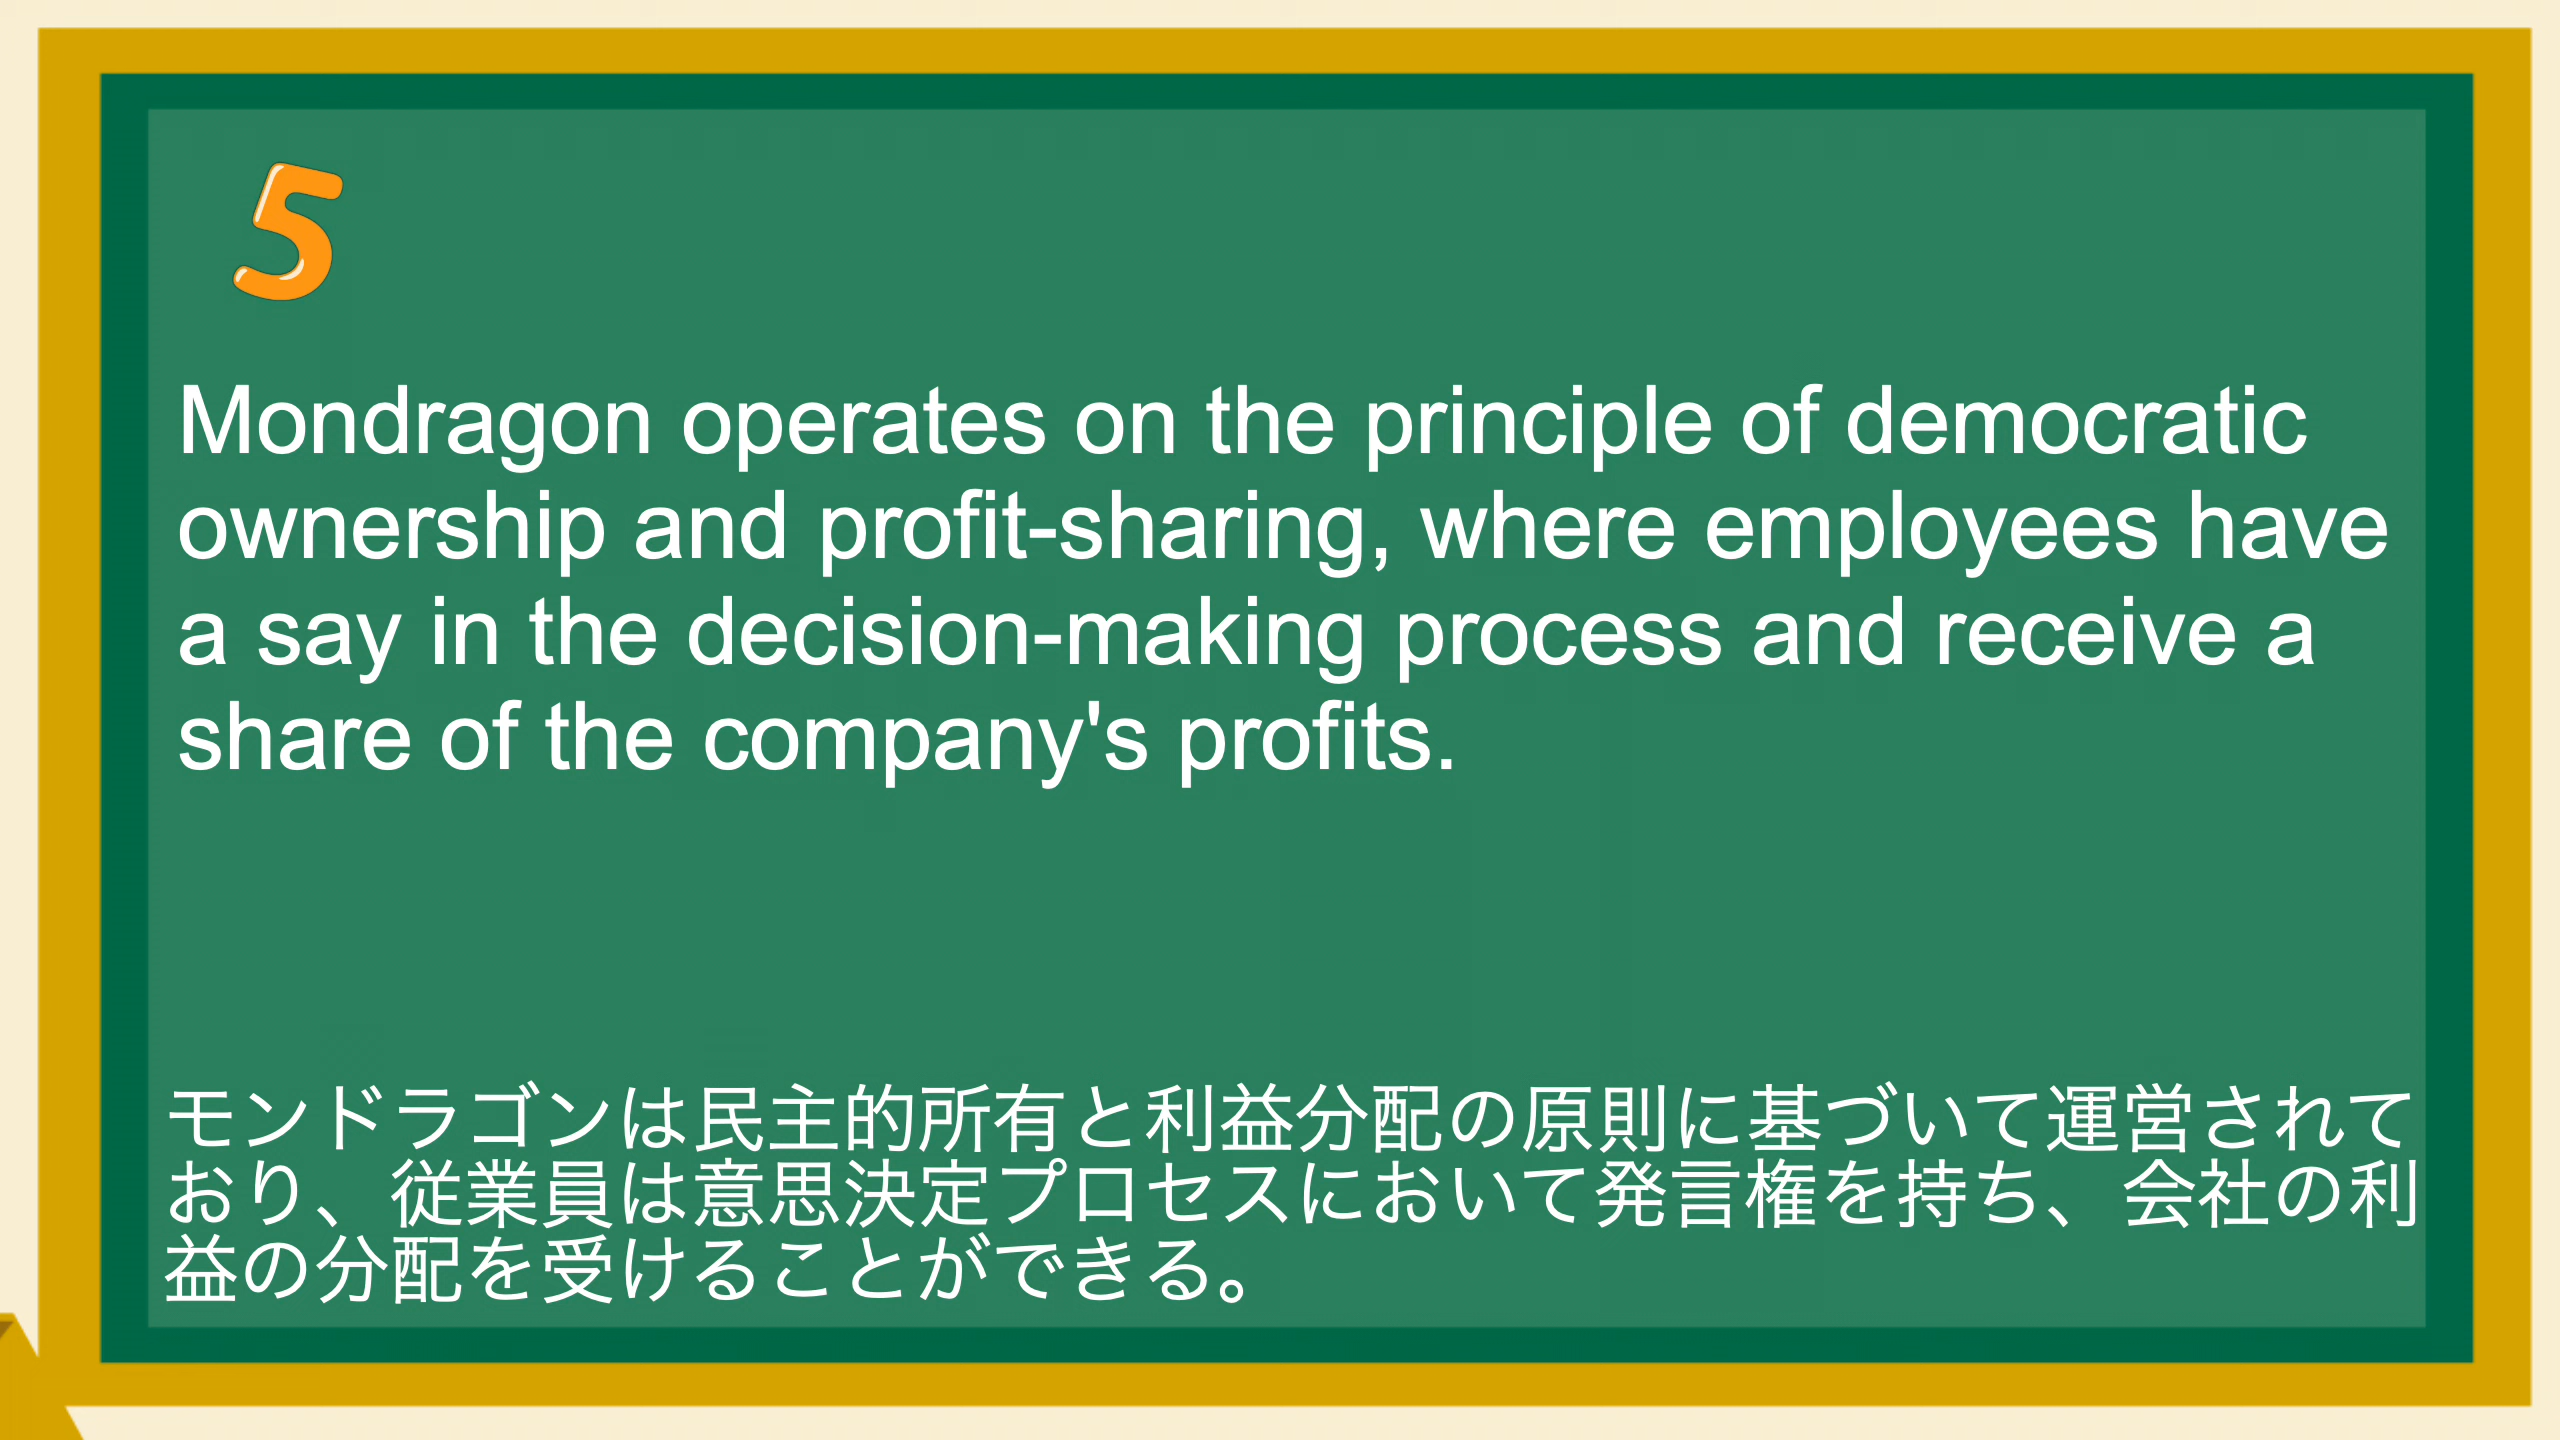 5
Mondragon operates on the principle of democratic
ownership and profit-sharing, where employees have
a say in the decision-making process and receive a
share of the company's profits.
モンドラゴンは民主的所有と利益分配の原則に基づいて運営されて
おり、従業員は意思決定プロセスにおいて発言権を持ち、会社の利
益の分配を受けることができる。